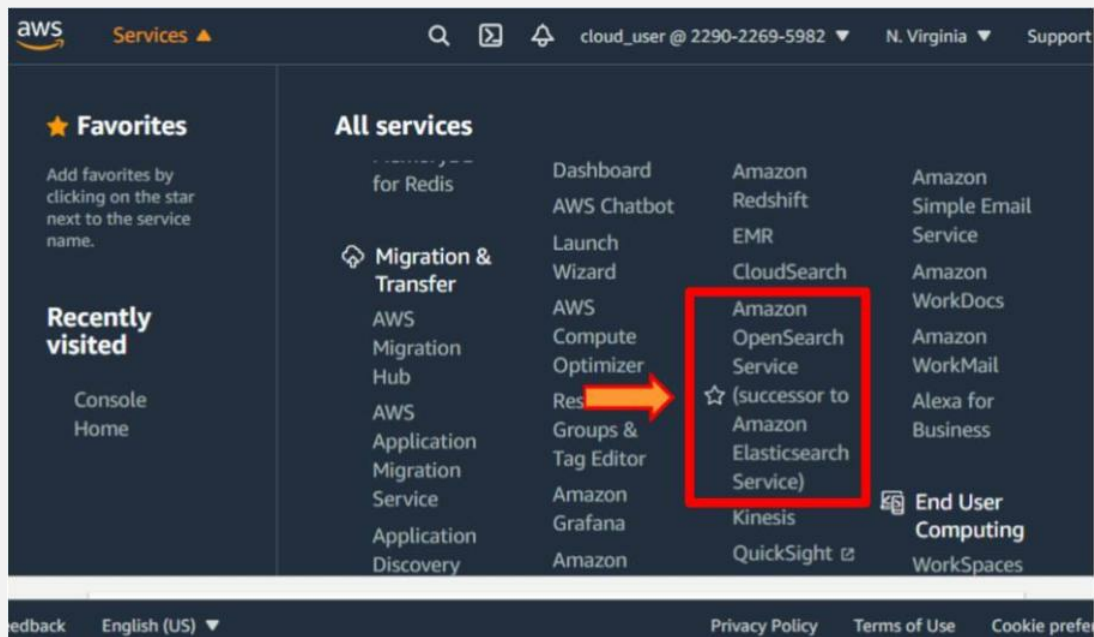 aws Services cloud_user @ 2290-2269-5982 N. Virginia Support
Favorites
Add favorites by
clicking on the star
next to the service
name.
Recently
visited
Console
Home
All services
for Redis
Migration &
Transfer
AWS
Migration
Hub
AWS
Application
Migration
Service
Application
Discovery
Dashboard
AWS Chatbot
Launch
Wizard
AWS
Compute
Optimizer
Groups &
Tag Editor
Amazon
Grafana
Amazon
Amazon
Redshift
EMR
CloudSearch
Amazon
OpenSearch
Service
(successor to
Amazon
Elasticsearch
Service)
Kinesis
QuickSight
Amazon
Simple Email
Service
Amazon
WorkDocs
Amazon
WorkMail
Alexa for
Business
End User
Computing
WorkSpaces
eedback English (US) Privacy Policy Terms of Use Cookie prefe